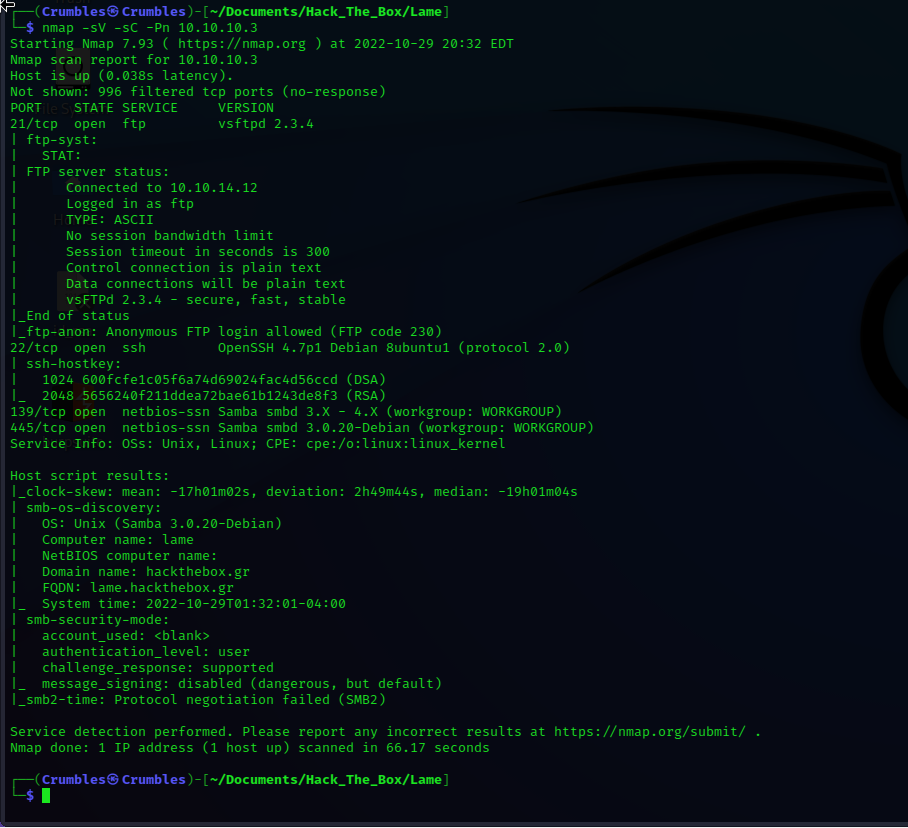 ┌──(Crumbles㉿Crumbles)-[~/Documents/Hack_The_Box/Lame]
└─$ nmap -sV -sC -Pn 10.10.10.3
Starting Nmap 7.93 ( https://nmap.org ) at 2022-10-29 20:32 EDT
Nmap scan report for 10.10.10.3
Host is up (0.038s latency).
Not shown: 996 filtered tcp ports (no-response)
PORT    STATE SERVICE     VERSION
21/tcp  open  ftp         vsftpd 2.3.4
| ftp-syst:
|   STAT:
| FTP server status:
|      Connected to 10.10.14.12
|      Logged in as ftp
|      TYPE: ASCII
|      No session bandwidth limit
|      Session timeout in seconds is 300
|      Control connection is plain text
|      Data connections will be plain text
|      vsFTPd 2.3.4 - secure, fast, stable
|_End of status
|_ftp-anon: Anonymous FTP login allowed (FTP code 230)
22/tcp  open  ssh         OpenSSH 4.7p1 Debian 8ubuntu1 (protocol 2.0)
| ssh-hostkey:
|   1024 600fcfe1c05f6a74d69024fac4d56ccd (DSA)
|_  2048 5656240f211ddea72bae61b1243de8f3 (RSA)
139/tcp open  netbios-ssn Samba smbd 3.X - 4.X (workgroup: WORKGROUP)
445/tcp open  netbios-ssn Samba smbd 3.0.20-Debian (workgroup: WORKGROUP)
Service Info: OSs: Unix, Linux; CPE: cpe:/o:linux:linux_kernel

Host script results:
|_clock-skew: mean: -17h01m02s, deviation: 2h49m44s, median: -19h01m04s
| smb-os-discovery:
|   OS: Unix (Samba 3.0.20-Debian)
|   Computer name: lame
|   NetBIOS computer name:
|   Domain name: hackthebox.gr
|   FQDN: lame.hackthebox.gr
|_  System time: 2022-10-29T01:32:01-04:00
| smb-security-mode:
|   account_used: <blank>
|   authentication_level: user
|   challenge_response: supported
|_  message_signing: disabled (dangerous, but default)
|_smb2-time: Protocol negotiation failed (SMB2)

Service detection performed. Please report any incorrect results at https://nmap.org/submit/ .
Nmap done: 1 IP address (1 host up) scanned in 66.17 seconds

┌──(Crumbles㉿Crumbles)-[~/Documents/Hack_The_Box/Lame]
└─$